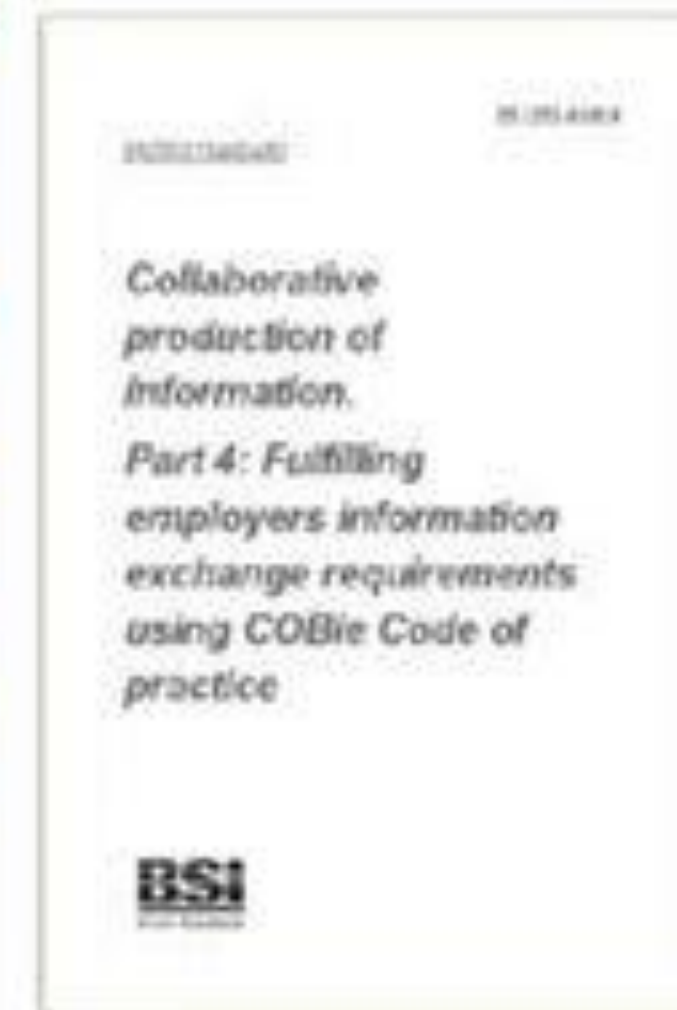 Collaborative
production of
Information.
Part 4: Fulfilling
employers information
exchange requirements
using COBie Code of
practice
BSi